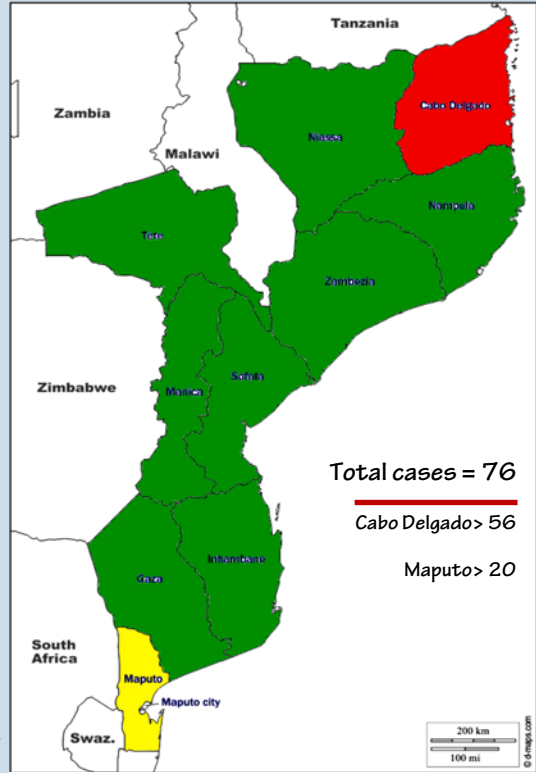 Tanzania
Cabo Delgado
Zambia
Niassa
Malawi
Nampula
Tete
Zambezia
Zimbabwe
Manica
Sofala
Total cases = 76
Cabo Delgado> 56
Maputo> 20
Inhambane
Gaza
South
Africa
Maputo
Maputo city
Swaz.
200 km
100 mi
© d-maps.com